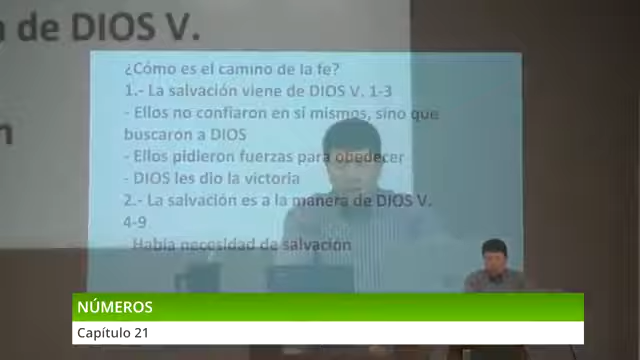 de DIOS V.
¿Cómo es el camino de la fe?
1.- La salvación viene de DIOS V. 1-3
- Ellos no confiaron en si mismos, sino que
buscaron a DIOS
- Ellos pidieron fuerzas para obedecer
- DIOS les dio la victoria
2.- La salvación es a la manera de DIOS V.
4-9
- Había necesidad de salvación
NÚMEROS
Capítulo 21